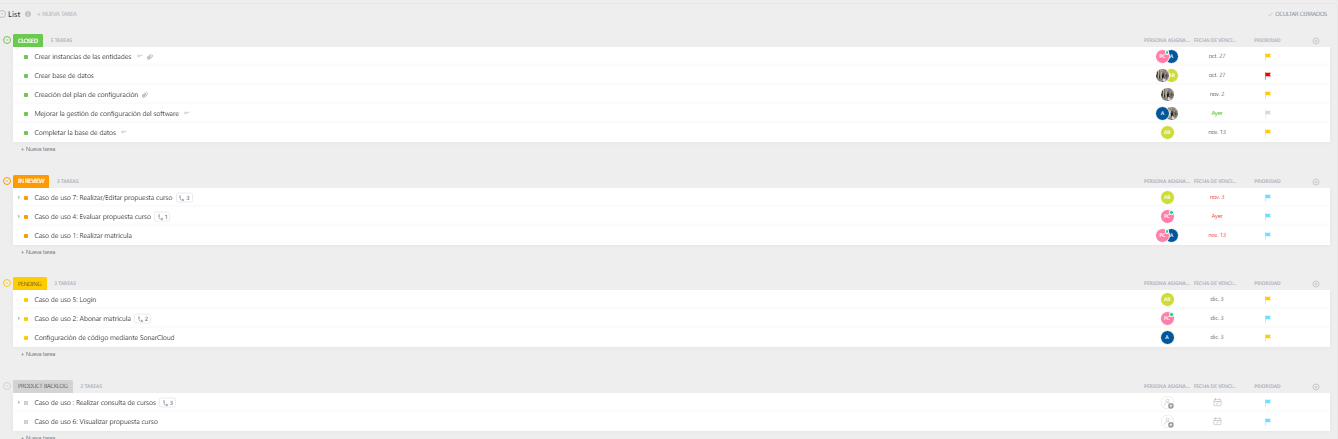 List + NUEVA TAREA ✓ OCULTAR CERRADOS
CLOSED 5 TAREAS PERSONA ASIGNA... FECHA DE VENCI... PRIORIDAD
Crear instancias de las entidades PC A oct. 27
Crear base de datos AB oct. 27
Creación del plan de configuración nov. 2
Mejorar la gestión de configuración del software A Ayer
Completar la base de datos AB nov. 13
+ Nueva tarea
IN REVIEW 3 TAREAS PERSONA ASIGNA... FECHA DE VENCI... PRIORIDAD
Caso de uso 7: Realizar/Editar propuesta curso 3 AB nov. 3
Caso de uso 4: Evaluar propuesta curso 1 PC Ayer
Caso de uso 1: Realizar matricula PC A nov. 13
+ Nueva tarea
PENDING 3 TAREAS PERSONA ASIGNA... FECHA DE VENCI... PRIORIDAD
Caso de uso 5: Login AB dic. 3
Caso de uso 2: Abonar matricula 2 PC dic. 3
Configuración de código mediante SonarCloud A dic. 3
+ Nueva tarea
PRODUCT BACKLOG 2 TAREAS PERSONA ASIGNA... FECHA DE VENCI... PRIORIDAD
Caso de uso : Realizar consulta de cursos 3
Caso de uso 6: Visualizar propuesta curso
+ Nueva tarea